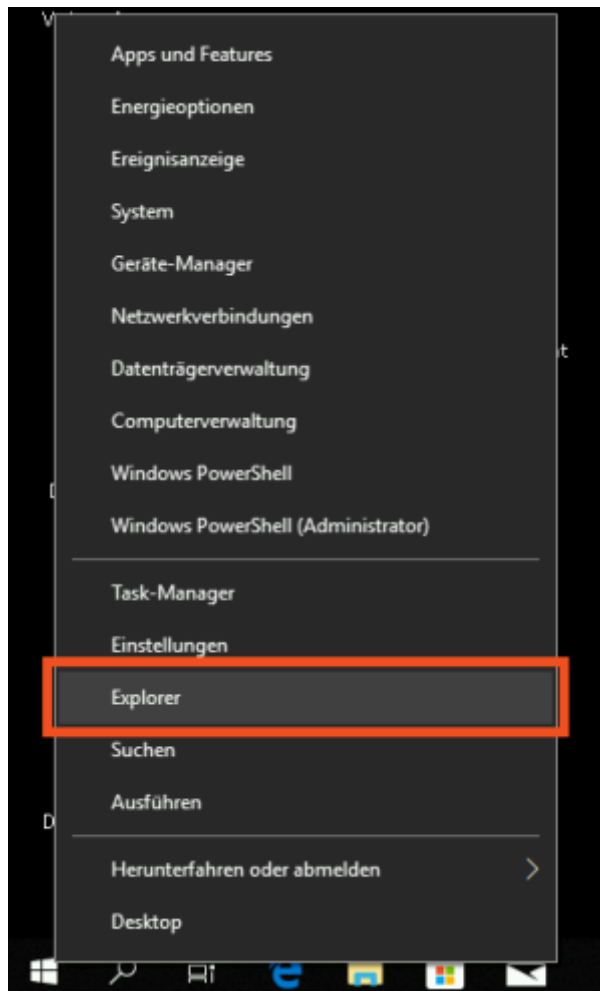 Apps und Features
Energieoptionen
Ereignisanzeige
System
Geräte-Manager
Netzwerkverbindungen
Datenträgerverwaltung
Computerverwaltung
Windows PowerShell
Windows PowerShell (Administrator)
Task-Manager
Einstellungen
Explorer
Suchen
Ausführen
Herunterfahren oder abmelden
Desktop